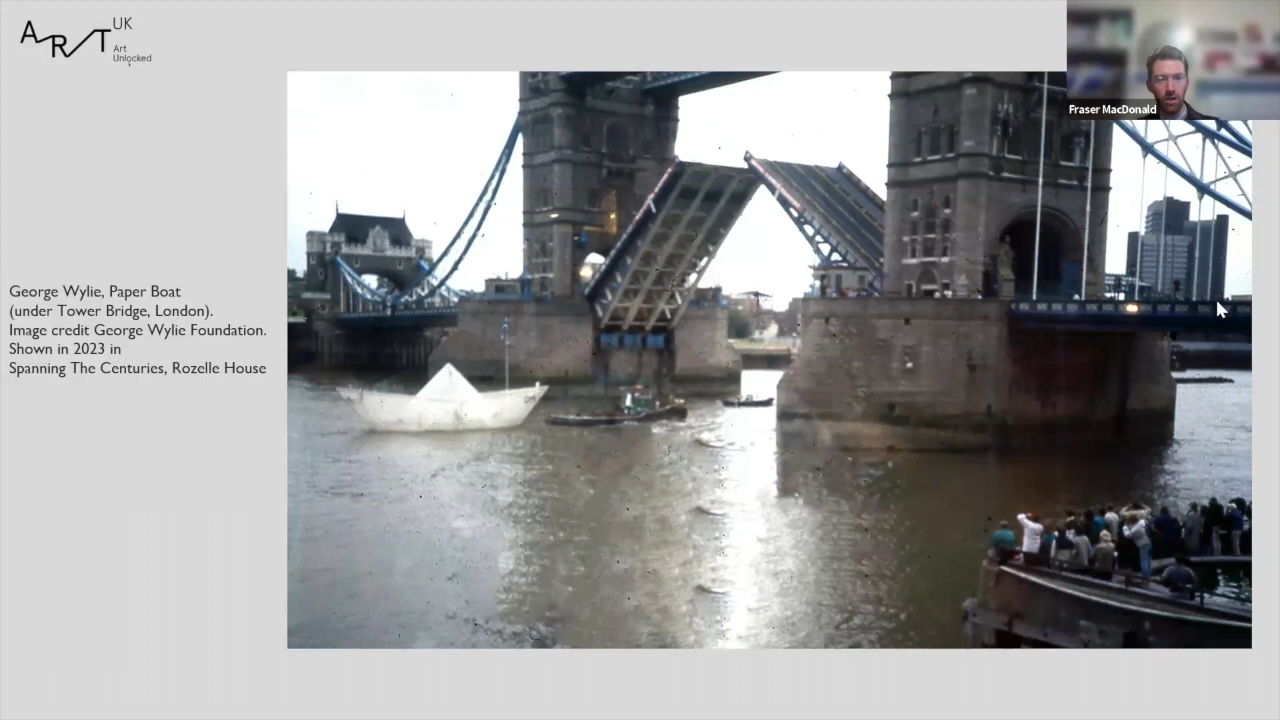 ART UK
Art
Unlocked
Fraser MacDonald
George Wylie, Paper Boat
(under Tower Bridge, London).
Image credit George Wylie Foundation.
Shown in 2023 in
Spanning The Centuries, Rozelle House